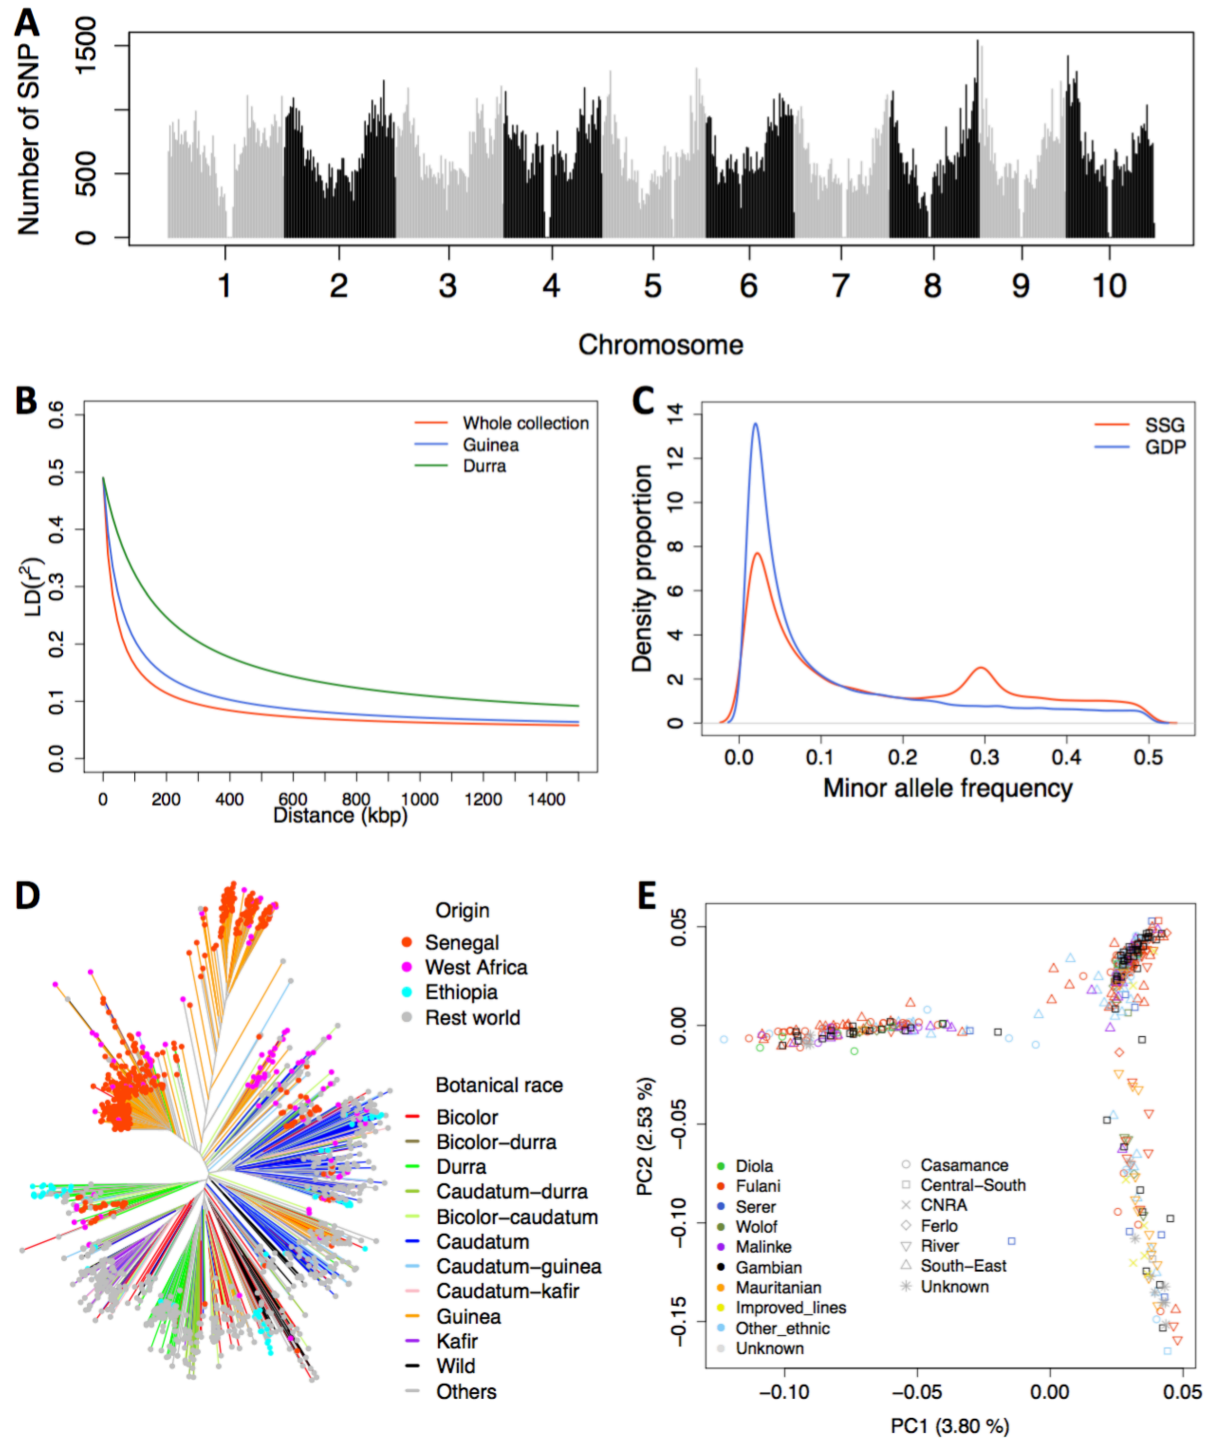 A
Number of SNP
1500
500
0
1 2 3 4 5 6 7 8 9 10
Chromosome
B
LD(r²)
0.6
0.5
0.4
0.3
0.2
0.1
0.0
Whole collection
Guinea
Durra
0 200 400 600 800 1000 1200 1400
Distance (kbp)
C
Density proportion
14
12
10
8
6
4
2
0
SSG
GDP
0.0 0.1 0.2 0.3 0.4 0.5
Minor allele frequency
D
Origin
Senegal
West Africa
Ethiopia
Rest world
Botanical race
Bicolor
Bicolor−durra
Durra
Caudatum−durra
Bicolor−caudatum
Caudatum
Caudatum−guinea
Caudatum−kafir
Guinea
Kafir
Wild
Others
E
PC2 (2.53 %)
0.05
0.00
−0.05
−0.10
−0.15
Diola
Fulani
Serer
Wolof
Malinke
Gambian
Mauritanian
Improved_lines
Other_ethnic
Unknown
Casamance
Central−South
CNRA
Ferlo
River
South−East
Unknown
−0.10 −0.05 0.00 0.05
PC1 (3.80 %)